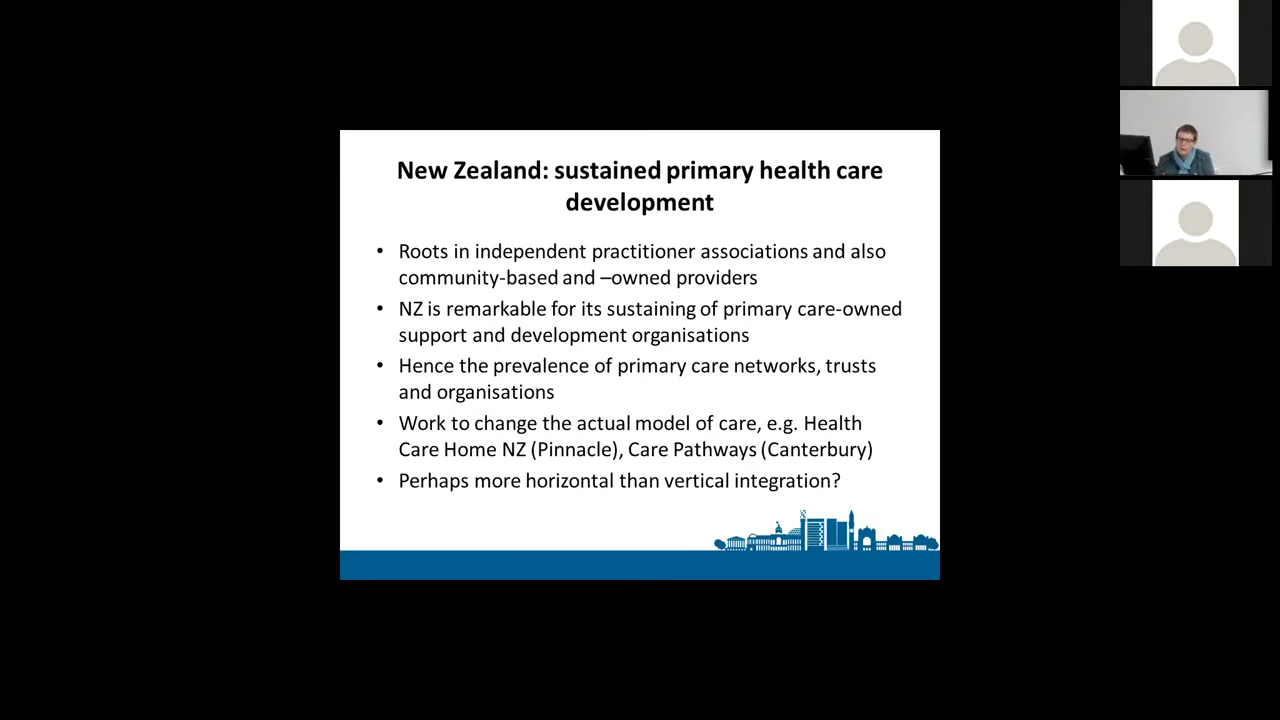 New Zealand: sustained primary health care
development
• Roots in independent practitioner associations and also
community-based and –owned providers
• NZ is remarkable for its sustaining of primary care-owned
support and development organisations
• Hence the prevalence of primary care networks, trusts
and organisations
• Work to change the actual model of care, e.g. Health
Care Home NZ (Pinnacle), Care Pathways (Canterbury)
• Perhaps more horizontal than vertical integration?